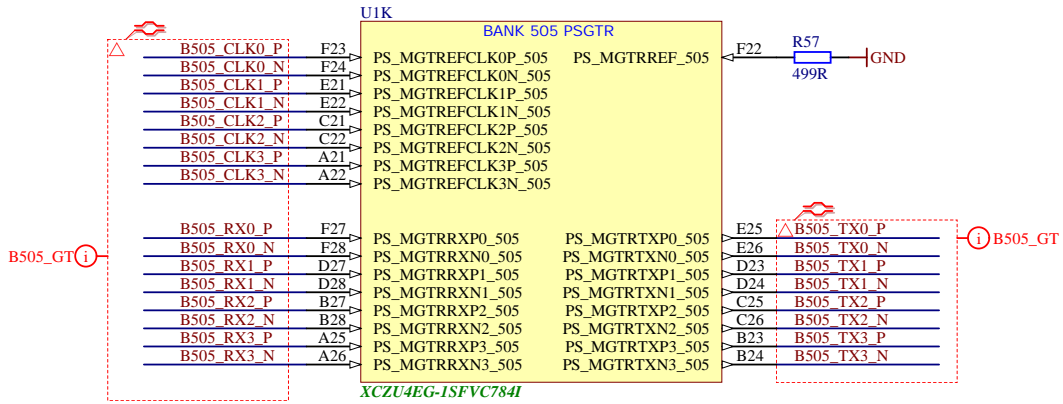 U1K
BANK 505 PSGTR
B505_CLK0_P F23 PS_MGTREFCLK0P_505 PS_MGTRREF_505 F22 R57 499R GND
B505_CLK0_N F24 PS_MGTREFCLK0N_505
B505_CLK1_P E21 PS_MGTREFCLK1P_505
B505_CLK1_N E22 PS_MGTREFCLK1N_505
B505_CLK2_P C21 PS_MGTREFCLK2P_505
B505_CLK2_N C22 PS_MGTREFCLK2N_505
B505_CLK3_P A21 PS_MGTREFCLK3P_505
B505_CLK3_N A22 PS_MGTREFCLK3N_505
B505_RX0_P F27 PS_MGTRRXP0_505 PS_MGTRTXP0_505 E25 B505_TX0_P
B505_GT i B505_RX0_N F28 PS_MGTRRXN0_505 PS_MGTRTXN0_505 E26 B505_TX0_N i B505_GT
B505_RX1_P D27 PS_MGTRRXP1_505 PS_MGTRTXP1_505 D23 B505_TX1_P
B505_RX1_N D28 PS_MGTRRXN1_505 PS_MGTRTXN1_505 D24 B505_TX1_N
B505_RX2_P B27 PS_MGTRRXP2_505 PS_MGTRTXP2_505 C25 B505_TX2_P
B505_RX2_N B28 PS_MGTRRXN2_505 PS_MGTRTXN2_505 C26 B505_TX2_N
B505_RX3_P A25 PS_MGTRRXP3_505 PS_MGTRTXP3_505 B23 B505_TX3_P
B505_RX3_N A26 PS_MGTRRXN3_505 PS_MGTRTXN3_505 B24 B505_TX3_N
XCZU4EG-1SFVC784I